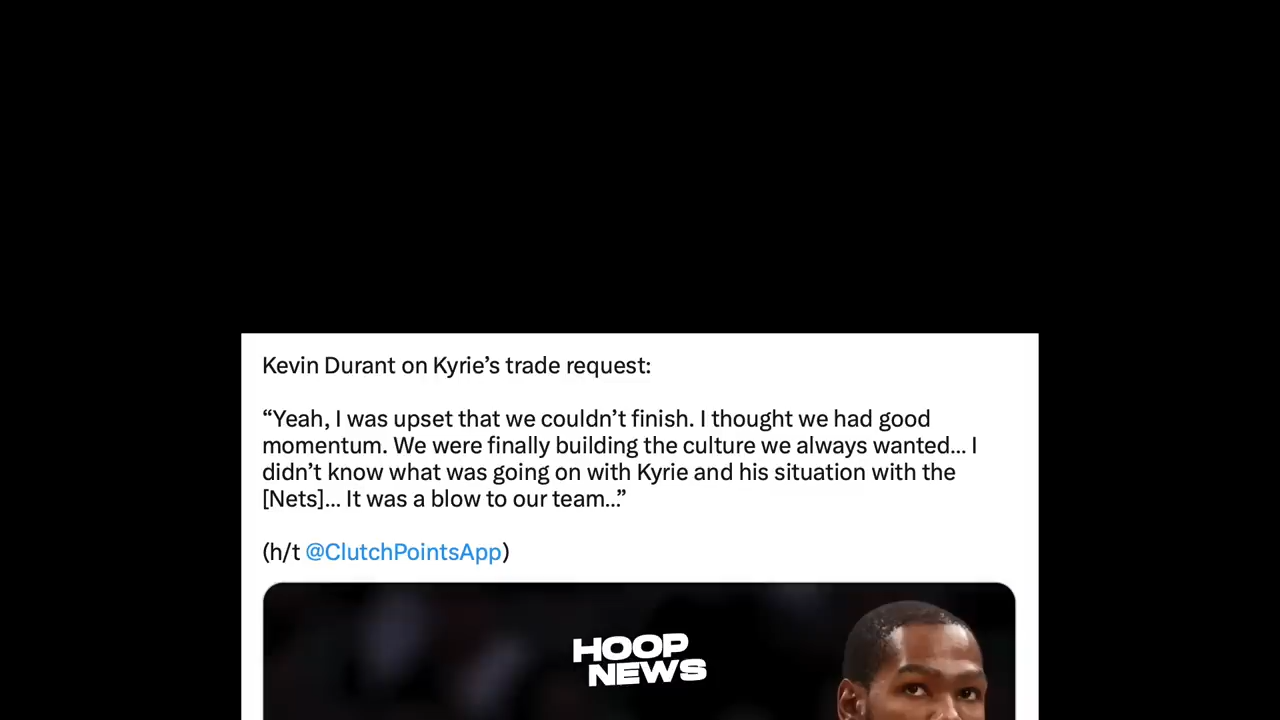 Kevin Durant on Kyrie’s trade request:
“Yeah, I was upset that we couldn’t finish. I thought we had good
momentum. We were finally building the culture we always wanted... I
didn’t know what was going on with Kyrie and his situation with the
[Nets]... It was a blow to our team...”
(h/t @ClutchPointsApp)
HOOP
NEWS